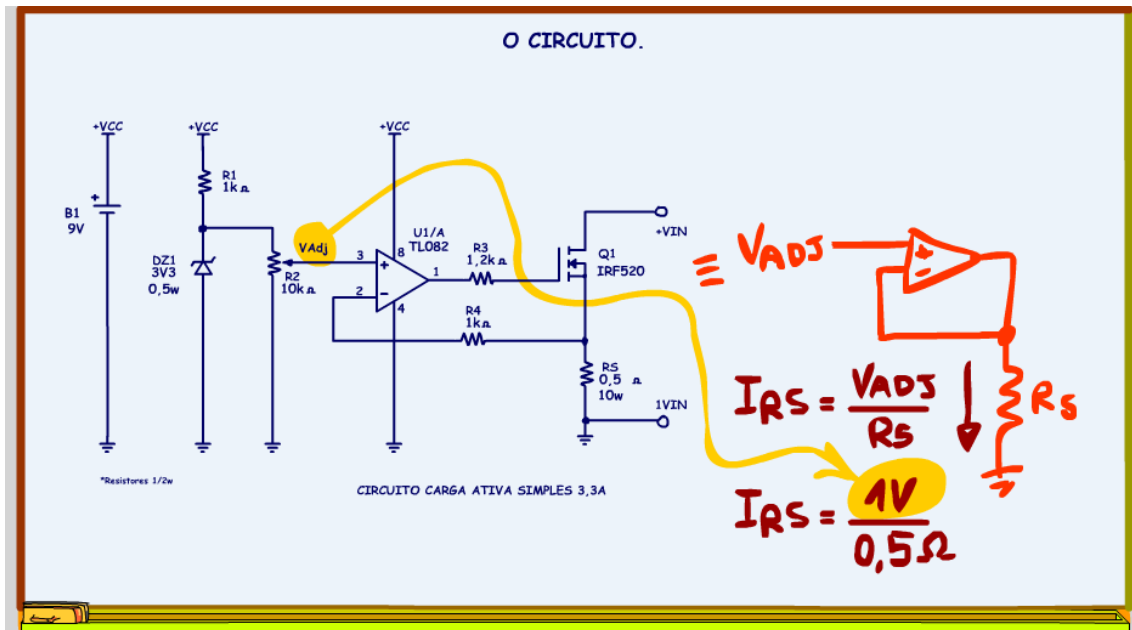 O CIRCUITO.
+VCC
+VCC
+VCC
R1
1kΩ
+
B1
9V
VAdj
U1/A
TL082
+VIN
R3
1,2kΩ
Q1
IRF520
3
8
+
1
DZ1
3V3
0,5w
R2
10kΩ
2
-
4
R4
1kΩ
RS
0,5 Ω
10w
1VIN
*Resistores 1/2w
CIRCUITO CARGA ATIVA SIMPLES 3,3A
≡ VADJ
+
-
RS
IRS = VADJ
RS
IRS = 1V
0,5Ω